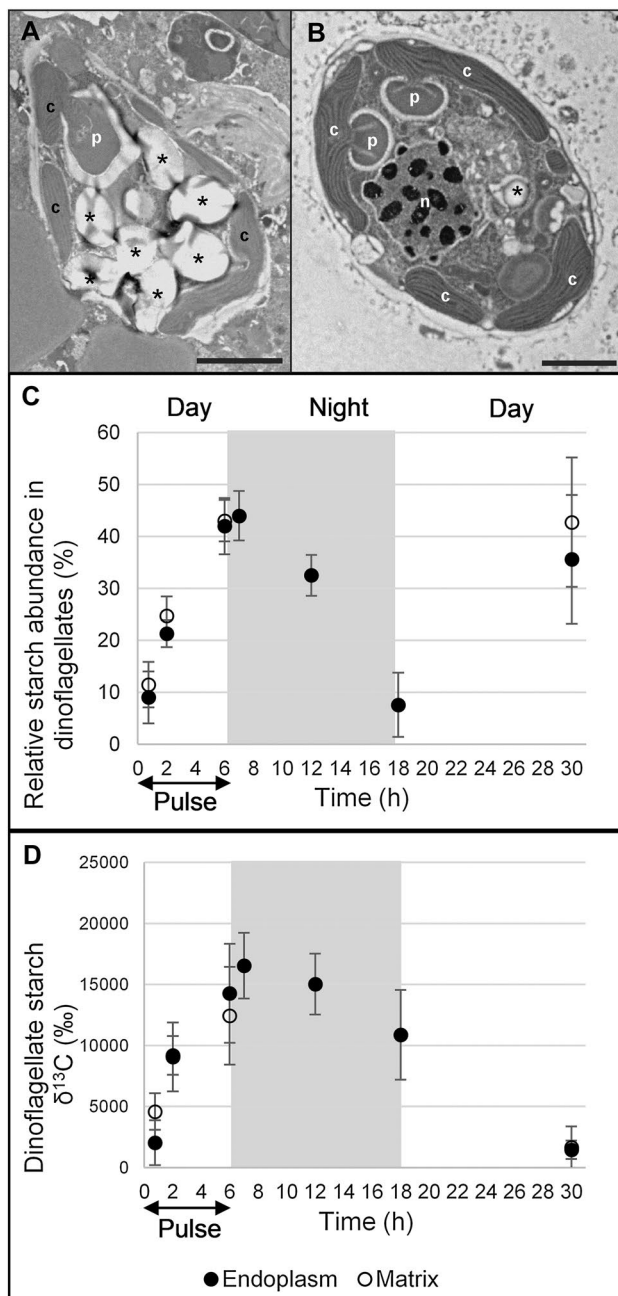 A
B
c
p
*
*
c
*
*
*
c
*
*
*
c
p
c
p
n
*
c
c
C
Day Night Day
Relative starch abundance in
dinoflagellates (%)
60
50
40
30
20
10
0
0 2 4 6 8 10 12 14 16 18 20 22 24 26 28 30
Pulse
Time (h)
D
Dinoflagellate starch
δ¹³C (‰)
25000
20000
15000
10000
5000
0
0 2 4 6 8 10 12 14 16 18 20 22 24 26 28 30
Pulse
Time (h)
●Endoplasm ○Matrix